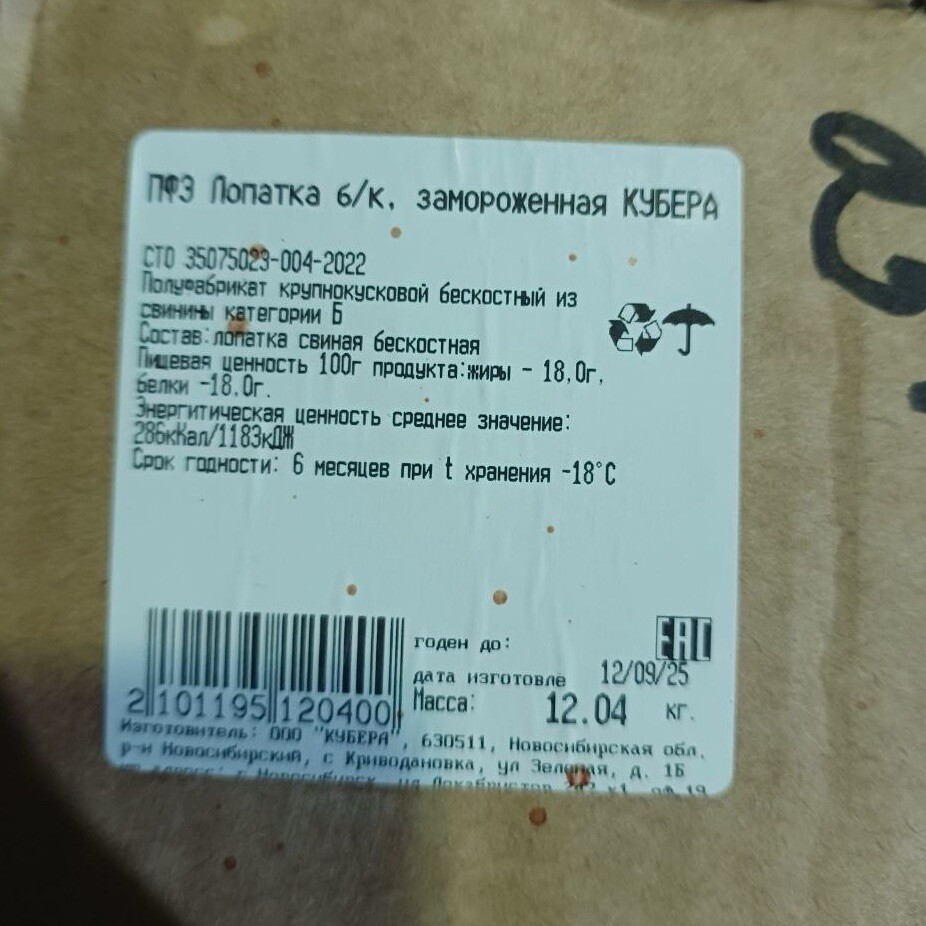 ПФЭ Лопатка б/к, замороженная КУБЕРА
СТО 35075023-004-2022
Полуфабрикат крупнокусковой бескостный из
свинины категории Б
Состав:лопатка свиная бескостная
Пищевая ценность 100г продукта:жиры - 18,0г,
белки -18,0г.
Энергитическая ценность среднее значение:
286кКал/1183кДЖ
Срок годности: 6 месяцев при t хранения -18°С
годен до:
EAC
дата изготовле 12/09/25
Масса: 12.04 кг.
2 101195 120400
Изготовитель: ООО "КУБЕРА", 630511, Новосибирская обл.
р-н Новосибирский, с Криводановка, ул Зеленая, д. 1Б